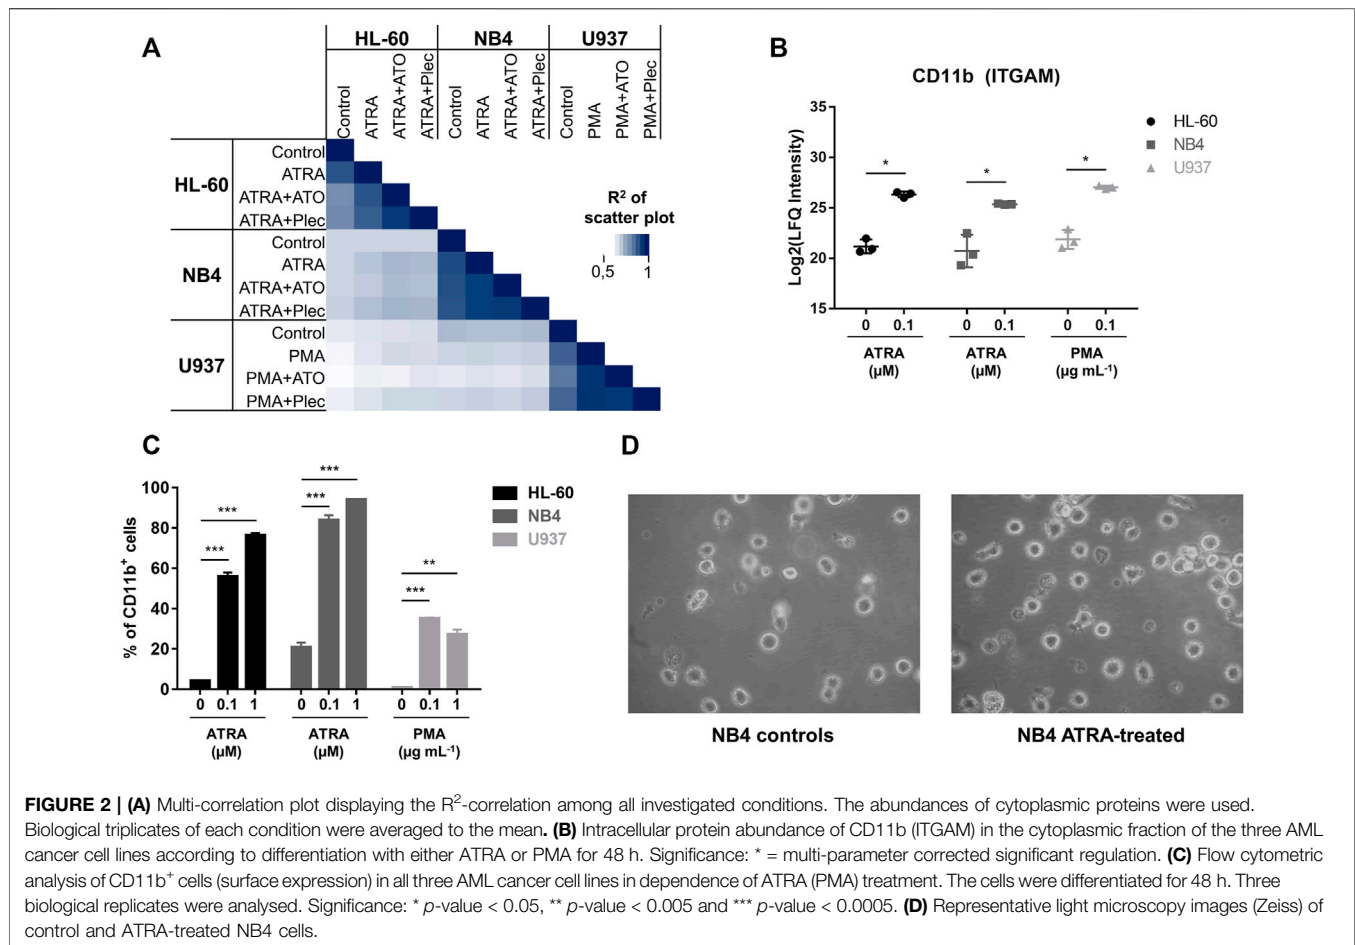 A
HL-60 NB4 U937
Control ATRA ATRA+ATO ATRA+Plec Control ATRA ATRA+ATO ATRA+Plec Control PMA PMA+ATO PMA+Plec
HL-60
Control
ATRA
ATRA+ATO
ATRA+Plec
NB4
Control
ATRA
ATRA+ATO
ATRA+Plec
U937
Control
PMA
PMA+ATO
PMA+Plec
R² of
scatter plot
0,5 1
B
CD11b (ITGAM)
Log2(LFQ Intensity)
35
30
25
20
15
* * *
0 0.1 0 0.1 0 0.1
ATRA ATRA PMA
(µM) (µM) (µg mL⁻¹)
HL-60
NB4
U937
C
% of CD11b⁺ cells
100
80
60
40
20
0
*** *** *** *** ** ***
0 0.1 1 0 0.1 1 0 0.1 1
ATRA ATRA PMA
(µM) (µM) (µg mL⁻¹)
HL-60
NB4
U937
D
NB4 controls NB4 ATRA-treated
FIGURE 2 | (A) Multi-correlation plot displaying the R²-correlation among all investigated conditions. The abundances of cytoplasmic proteins were used.
Biological triplicates of each condition were averaged to the mean. (B) Intracellular protein abundance of CD11b (ITGAM) in the cytoplasmic fraction of the three AML
cancer cell lines according to differentiation with either ATRA or PMA for 48 h. Significance: * = multi-parameter corrected significant regulation. (C) Flow cytometric
analysis of CD11b⁺ cells (surface expression) in all three AML cancer cell lines in dependence of ATRA (PMA) treatment. The cells were differentiated for 48 h. Three
biological replicates were analysed. Significance: * p-value < 0.05, ** p-value < 0.005 and *** p-value < 0.0005. (D) Representative light microscopy images (Zeiss) of
control and ATRA-treated NB4 cells.